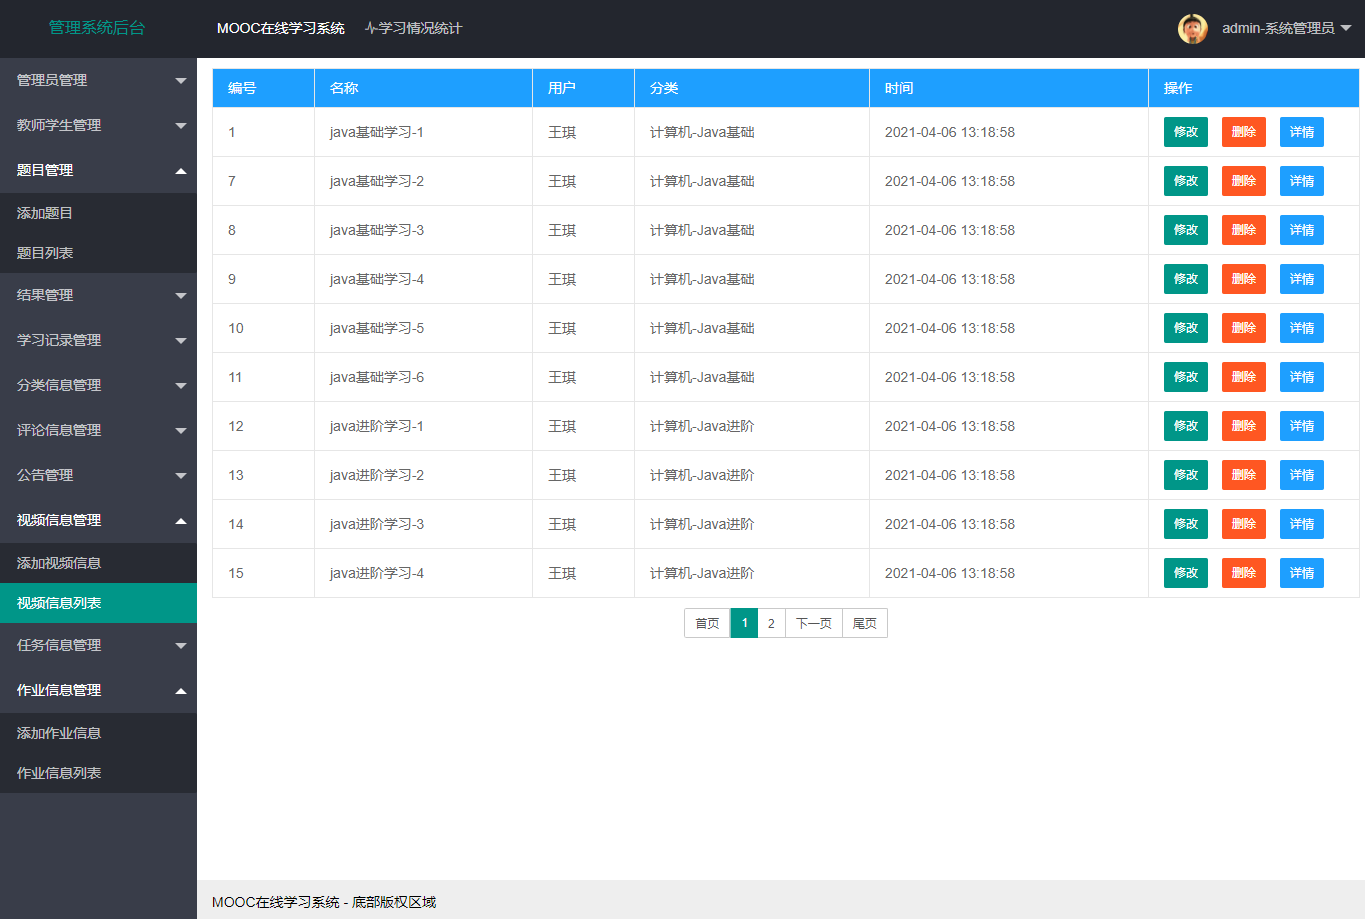 管理系统后台
MOOC在线学习系统 学习情况统计
admin-系统管理员
管理员管理
教师学生管理
题目管理
添加题目
题目列表
结果管理
学习记录管理
分类信息管理
评论信息管理
公告管理
视频信息管理
添加视频信息
视频信息列表
任务信息管理
作业信息管理
添加作业信息
作业信息列表
编号 名称 用户 分类 时间 操作
1 java基础学习-1 王琪 计算机-Java基础 2021-04-06 13:18:58 修改 删除 详情
7 java基础学习-2 王琪 计算机-Java基础 2021-04-06 13:18:58 修改 删除 详情
8 java基础学习-3 王琪 计算机-Java基础 2021-04-06 13:18:58 修改 删除 详情
9 java基础学习-4 王琪 计算机-Java基础 2021-04-06 13:18:58 修改 删除 详情
10 java基础学习-5 王琪 计算机-Java基础 2021-04-06 13:18:58 修改 删除 详情
11 java基础学习-6 王琪 计算机-Java基础 2021-04-06 13:18:58 修改 删除 详情
12 java进阶学习-1 王琪 计算机-Java进阶 2021-04-06 13:18:58 修改 删除 详情
13 java进阶学习-2 王琪 计算机-Java进阶 2021-04-06 13:18:58 修改 删除 详情
14 java进阶学习-3 王琪 计算机-Java进阶 2021-04-06 13:18:58 修改 删除 详情
15 java进阶学习-4 王琪 计算机-Java进阶 2021-04-06 13:18:58 修改 删除 详情
首页 1 2 下一页 尾页
MOOC在线学习系统 - 底部版权区域